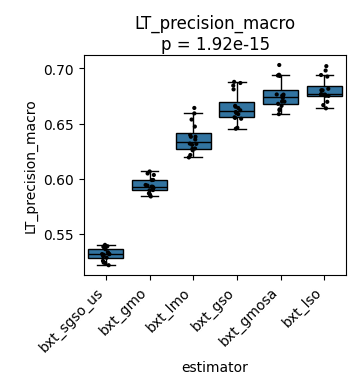 LT_precision_macro
p = 1.92e-15
LT_precision_macro
0.70
0.65
0.60
0.55
bxt_sgso_us
bxt_gmo
bxt_lmo
bxt_gso
bxt_gmosa
bxt_lso
estimator